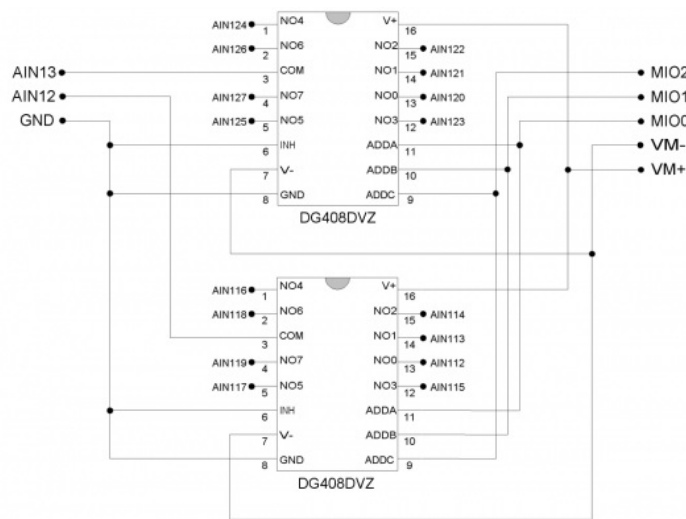 AIN124 NO4 V+
1 16
AIN126 NO6 NO2 AIN122
2 15
AIN13 COM NO1 AIN121 MIO2
3 14
AIN12 AIN127 NO7 NO0 AIN120 MIO1
4 13
GND AIN125 NO5 NO3 AIN123 MIO0
5 12
INH ADDA VM-
6 11
V- ADDB VM+
7 10
GND ADDC
8 9
DG408DVZ
AIN116 NO4 V+
1 16
AIN118 NO6 NO2 AIN114
2 15
COM NO1 AIN113
3 14
AIN119 NO7 NO0 AIN112
4 13
AIN117 NO5 NO3 AIN115
5 12
INH ADDA
6 11
V- ADDB
7 10
GND ADDC
8 9
DG408DVZ